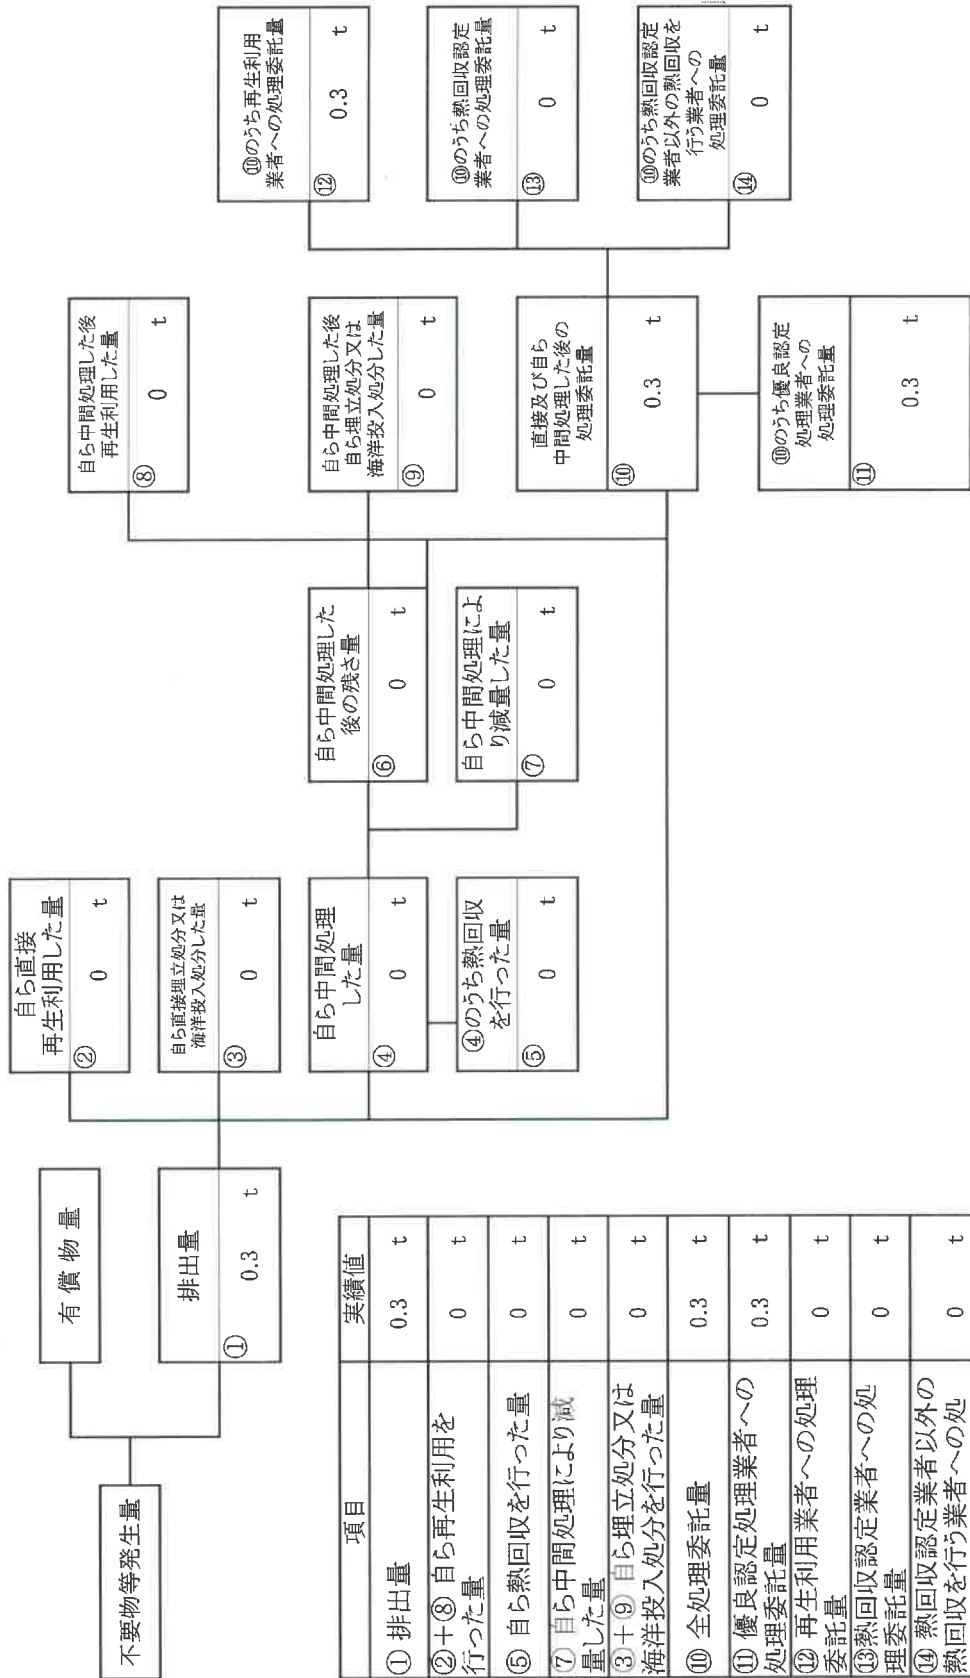 不要物等発生量
有償物量
排出量
①
0.3 t
自ら直接
再生利用した量
②
0 t
自ら直接埋立処分又は
海洋投入処分した量
③
0 t
自ら中間処理
した量
④
0 t
④のうち熱回収
を行った量
⑤
0 t
自ら中間処理した
後の残さ量
⑥
0 t
自ら中間処理によ
り減量した量
⑦
0 t
自ら中間処理した後
再生利用した量
⑧
0 t
自ら中間処理した後
自ら埋立処分又は
海洋投入処分した量
⑨
0 t
直接及び自ら
中間処理した後の
処理委託量
⑩
0.3 t
⑩のうち優良認定
処理業者への
処理委託量
⑪
0.3 t
⑩のうち再生利用
業者への処理委託量
⑫
0.3 t
⑩のうち熱回収認定
業者への処理委託量
⑬
0 t
⑩のうち熱回収認定
業者以外の熱回収を
行う業者への
処理委託量
⑭
0 t
項目 実績値
① 排出量 0.3 t
②+⑧ 自ら再生利用を
行った量 0 t
⑤ 自ら熱回収を行った量 0 t
⑦ 自ら中間処理により減
量した量 0 t
③+⑨ 自ら埋立処分又は
海洋投入処分を行った量 0 t
⑩ 全処理委託量 0.3 t
⑪ 優良認定処理業者への
処理委託量 0.3 t
⑫ 再生利用業者への処理
委託量 0 t
⑬熱回収認定業者への処
理委託量 0 t
⑭ 熱回収認定業者以外の
熱回収を行う業者への処 0 t